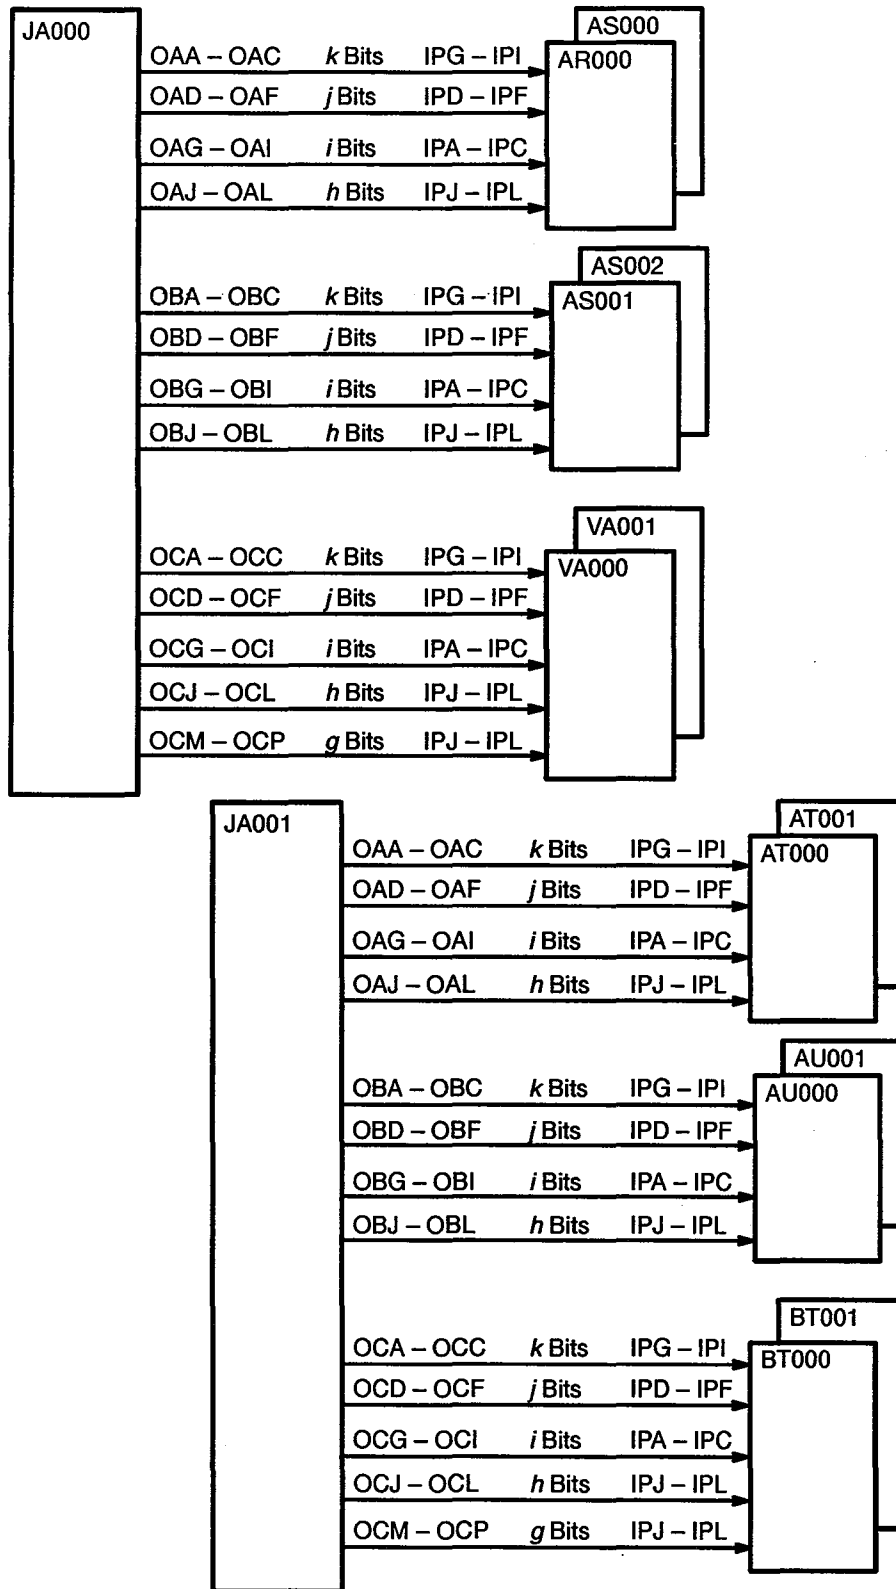 JA000
AS000
AR000
OAA – OAC k Bits IPG – IPI
OAD – OAF j Bits IPD – IPF
OAG – OAI i Bits IPA – IPC
OAJ – OAL h Bits IPJ – IPL
AS002
AS001
OBA – OBC k Bits IPG – IPI
OBD – OBF j Bits IPD – IPF
OBG – OBI i Bits IPA – IPC
OBJ – OBL h Bits IPJ – IPL
VA001
VA000
OCA – OCC k Bits IPG – IPI
OCD – OCF j Bits IPD – IPF
OCG – OCI i Bits IPA – IPC
OCJ – OCL h Bits IPJ – IPL
OCM – OCP g Bits IPJ – IPL
JA001
AT001
AT000
OAA – OAC k Bits IPG – IPI
OAD – OAF j Bits IPD – IPF
OAG – OAI i Bits IPA – IPC
OAJ – OAL h Bits IPJ – IPL
AU001
AU000
OBA – OBC k Bits IPG – IPI
OBD – OBF j Bits IPD – IPF
OBG – OBI i Bits IPA – IPC
OBJ – OBL h Bits IPJ – IPL
BT001
BT000
OCA – OCC k Bits IPG – IPI
OCD – OCF j Bits IPD – IPF
OCG – OCI i Bits IPA – IPC
OCJ – OCL h Bits IPJ – IPL
OCM – OCP g Bits IPJ – IPL